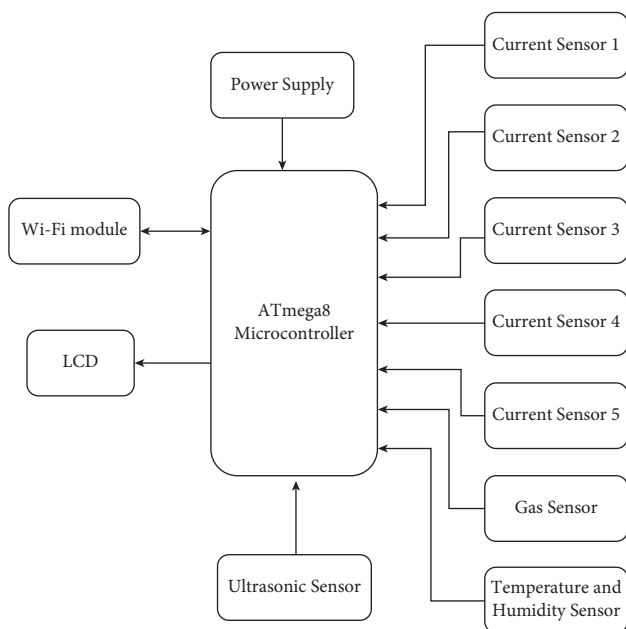 Current Sensor 1
Power Supply
Current Sensor 2
Wi-Fi module
Current Sensor 3
ATmega8
Microcontroller
Current Sensor 4
LCD
Current Sensor 5
Gas Sensor
Ultrasonic Sensor
Temperature and
Humidity Sensor